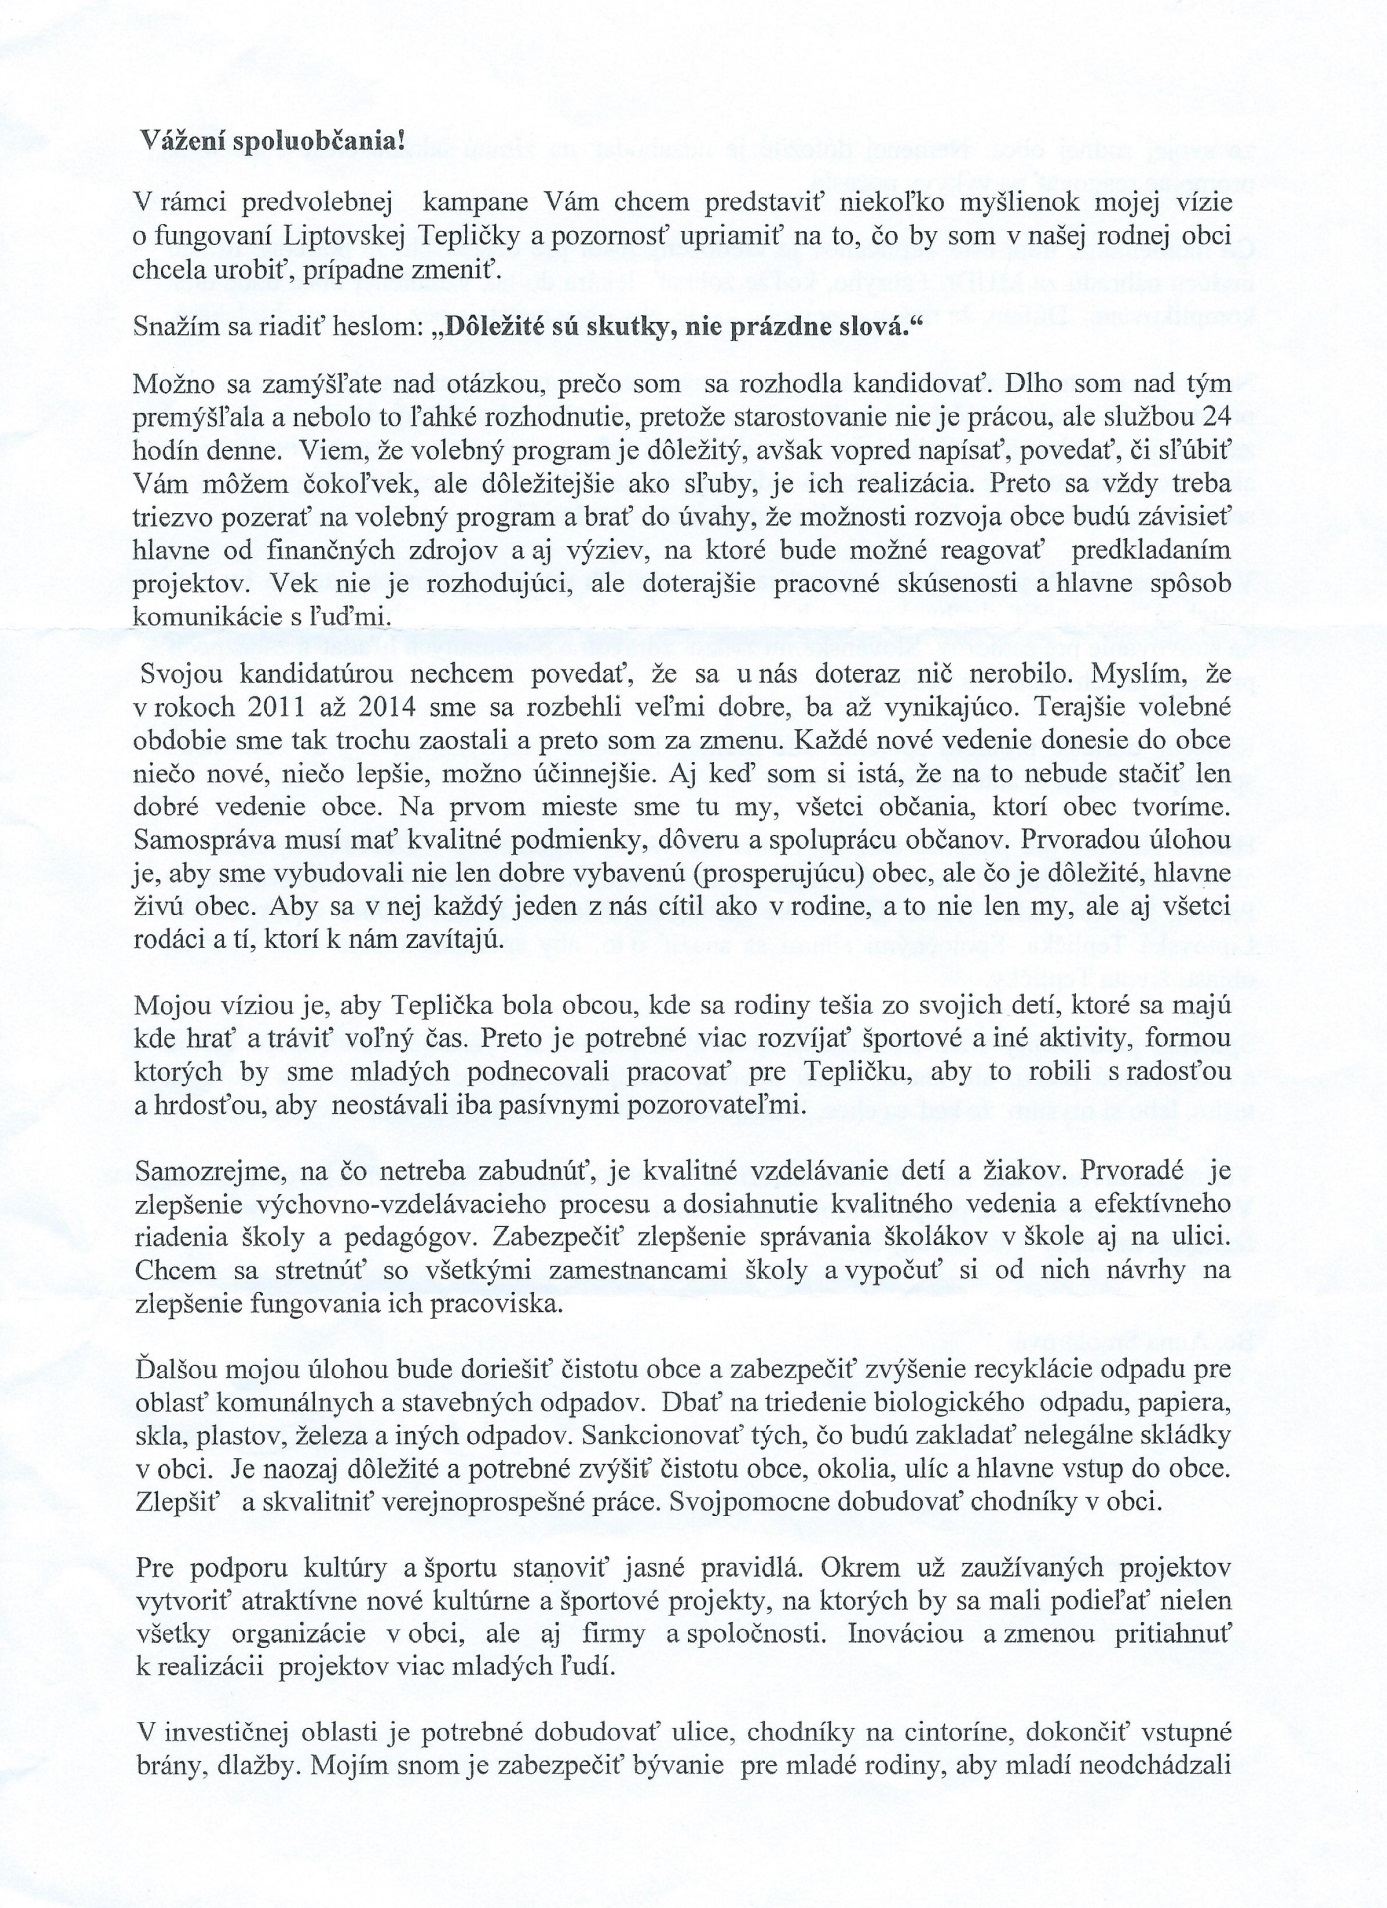 Vážení spoluobčania!
V rámci predvolebnej kampane Vám chcem predstaviť niekoľko myšlienok mojej vízie
o fungovaní Liptovskej Tepličky a pozornosť upriamiť na to, čo by som v našej rodnej obci
chcela urobiť, prípadne zmeniť.
Snažím sa riadiť heslom: „Dôležité sú skutky, nie prázdne slová.“
Možno sa zamýšľate nad otázkou, prečo som sa rozhodla kandidovať. Dlho som nad tým
premýšľala a nebolo to ľahké rozhodnutie, pretože starostovanie nie je prácou, ale službou 24
hodín denne. Viem, že volebný program je dôležitý, avšak vopred napísať, povedať, či sľúbiť
Vám môžem čokoľvek, ale dôležitejšie ako sľuby, je ich realizácia. Preto sa vždy treba
triezvo pozerať na volebný program a brať do úvahy, že možnosti rozvoja obce budú závisieť
hlavne od finančných zdrojov a aj výziev, na ktoré bude možné reagovať predkladaním
projektov. Vek nie je rozhodujúci, ale doterajšie pracovné skúsenosti a hlavne spôsob
komunikácie s ľuďmi.
Svojou kandidatúrou nechcem povedať, že sa u nás doteraz nič nerobilo. Myslím, že
v rokoch 2011 až 2014 sme sa rozbehli veľmi dobre, ba až vynikajúco. Terajšie volebné
obdobie sme tak trochu zaostali a preto som za zmenu. Každé nové vedenie donesie do obce
niečo nové, niečo lepšie, možno účinnejšie. Aj keď som si istá, že na to nebude stačiť len
dobré vedenie obce. Na prvom mieste sme tu my, všetci občania, ktorí obec tvoríme.
Samospráva musí mať kvalitné podmienky, dôveru a spoluprácu občanov. Prvoradou úlohou
je, aby sme vybudovali nie len dobre vybavenú (prosperujúcu) obec, ale čo je dôležité, hlavne
živú obec. Aby sa v nej každý jeden z nás cítil ako v rodine, a to nie len my, ale aj všetci
rodáci a tí, ktorí k nám zavítajú.
Mojou víziou je, aby Teplička bola obcou, kde sa rodiny tešia zo svojich detí, ktoré sa majú
kde hrať a tráviť voľný čas. Preto je potrebné viac rozvíjať športové a iné aktivity, formou
ktorých by sme mladých podnecovali pracovať pre Tepličku, aby to robili s radosťou
a hrdosťou, aby neostávali iba pasívnymi pozorovateľmi.
Samozrejme, na čo netreba zabudnúť, je kvalitné vzdelávanie detí a žiakov. Prvoradé je
zlepšenie výchovno-vzdelávacieho procesu a dosiahnutie kvalitného vedenia a efektívneho
riadenia školy a pedagógov. Zabezpečiť zlepšenie správania školákov v škole aj na ulici.
Chcem sa stretnúť so všetkými zamestnancami školy a vypočuť si od nich návrhy na
zlepšenie fungovania ich pracoviska.
Ďalšou mojou úlohou bude doriešiť čistotu obce a zabezpečiť zvýšenie recyklácie odpadu pre
oblasť komunálnych a stavebných odpadov. Dbať na triedenie biologického odpadu, papiera,
skla, plastov, železa a iných odpadov. Sankcionovať tých, čo budú zakladať nelegálne skládky
v obci. Je naozaj dôležité a potrebné zvýšiť čistotu obce, okolia, ulíc a hlavne vstup do obce.
Zlepšiť a skvalitniť verejnoprospešné práce. Svojpomocne dobudovať chodníky v obci.
Pre podporu kultúry a športu stanoviť jasné pravidlá. Okrem už zaužívaných projektov
vytvoriť atraktívne nové kultúrne a športové projekty, na ktorých by sa mali podieľať nielen
všetky organizácie v obci, ale aj firmy a spoločnosti. Inováciou a zmenou pritiahnuť
k realizácii projektov viac mladých ľudí.
V investičnej oblasti je potrebné dobudovať ulice, chodníky na cintoríne, dokončiť vstupné
brány, dlažby. Mojím snom je zabezpečiť bývanie pre mladé rodiny, aby mladí neodchádzali